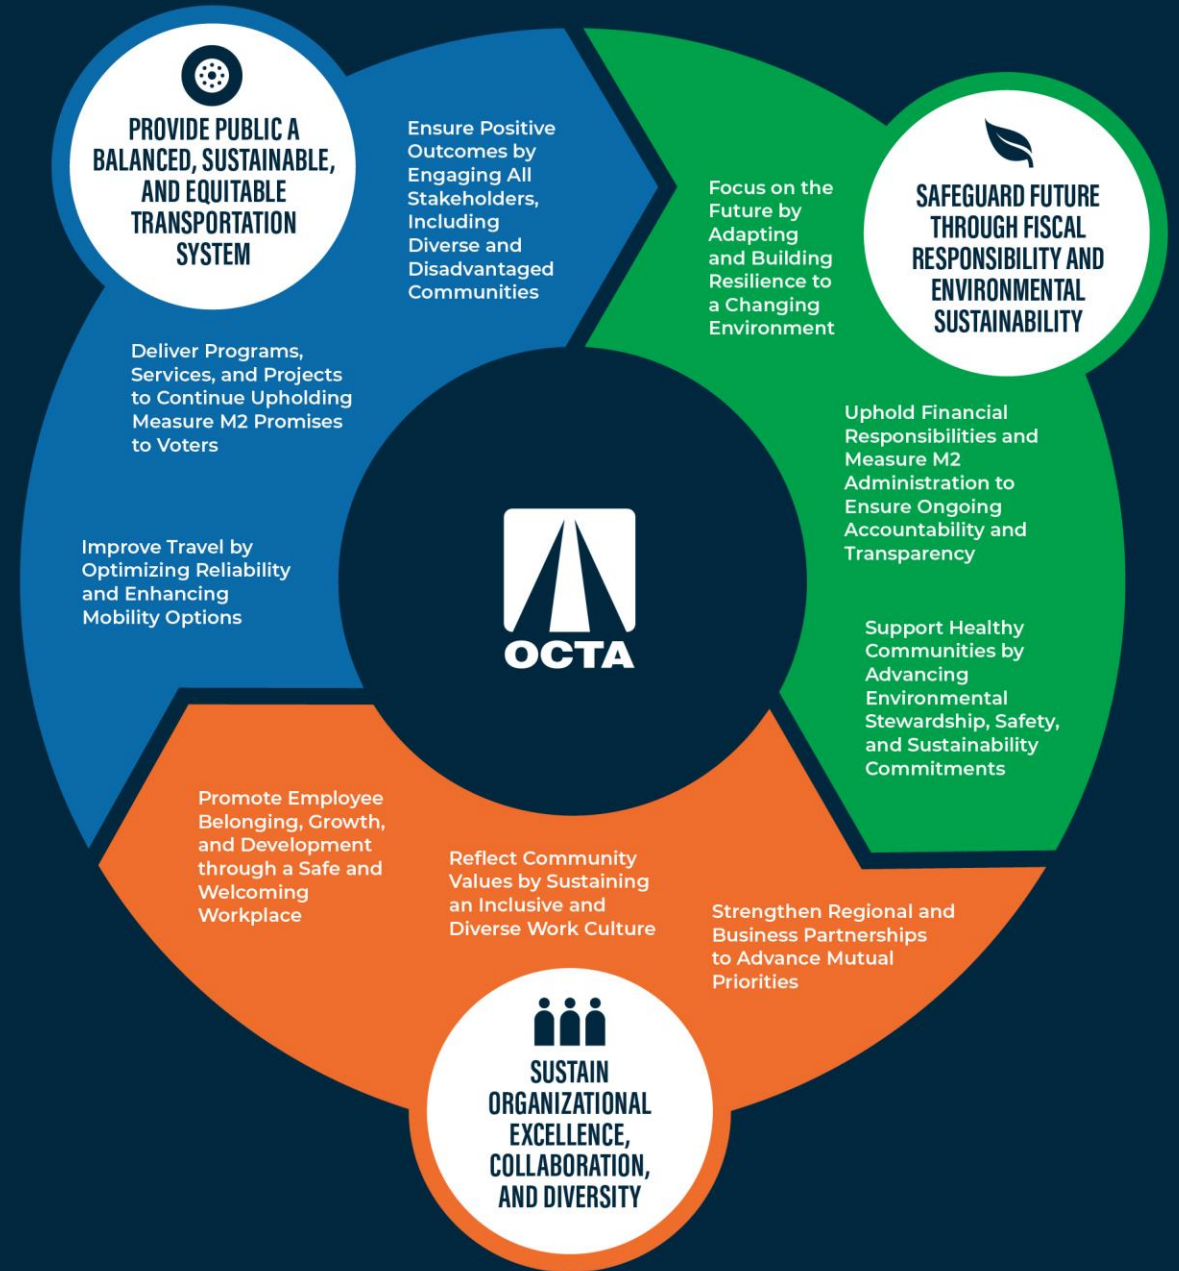 PROVIDE PUBLIC A
BALANCED, SUSTAINABLE,
AND EQUITABLE
TRANSPORTATION
SYSTEM
Ensure Positive
Outcomes by
Engaging All
Stakeholders,
Including
Diverse and
Disadvantaged
Communities
Deliver Programs,
Services, and Projects
to Continue Upholding
Measure M2 Promises
to Voters
Improve Travel by
Optimizing Reliability
and Enhancing
Mobility Options
SAFEGUARD FUTURE
THROUGH FISCAL
RESPONSIBILITY AND
ENVIRONMENTAL
SUSTAINABILITY
Focus on the
Future by
Adapting
and Building
Resilience to
a Changing
Environment
Uphold Financial
Responsibilities and
Measure M2
Administration to
Ensure Ongoing
Accountability and
Transparency
Support Healthy
Communities by
Advancing
Environmental
Stewardship, Safety,
and Sustainability
Commitments
OCTA
Promote Employee
Belonging, Growth,
and Development
through a Safe and
Welcoming
Workplace
Reflect Community
Values by Sustaining
an Inclusive and
Diverse Work Culture
Strengthen Regional and
Business Partnerships
to Advance Mutual
Priorities
SUSTAIN
ORGANIZATIONAL
EXCELLENCE,
COLLABORATION,
AND DIVERSITY